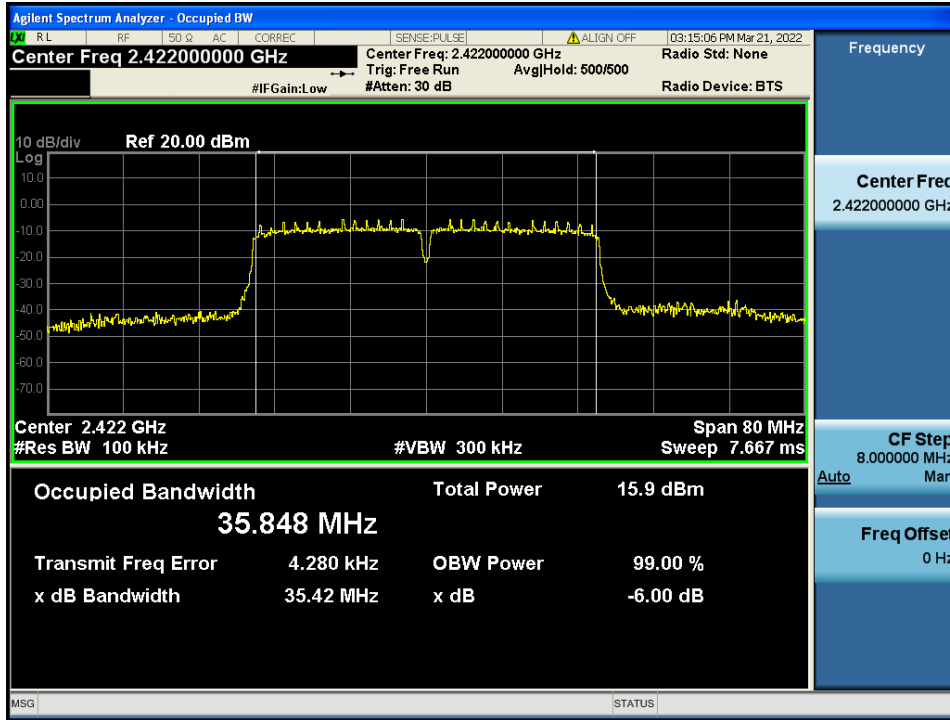 Agilent Spectrum Analyzer - Occupied BW
LXI RL RF 50 Ω AC CORREC SENSE:PULSE ALIGN OFF 03:15:06 PM Mar 21, 2022
Center Freq 2.422000000 GHz
Center Freq: 2.422000000 GHz Radio Std: None
Trig: Free Run Avg|Hold: 500/500
#IFGain:Low #Atten: 30 dB Radio Device: BTS
10 dB/div Ref 20.00 dBm
Log
10.0
0.00
-10.0
-20.0
-30.0
-40.0
-50.0
-60.0
-70.0
Center 2.422 GHz Span 80 MHz
#Res BW 100 kHz #VBW 300 kHz Sweep 7.667 ms
Occupied Bandwidth Total Power 15.9 dBm
35.848 MHz
Transmit Freq Error 4.280 kHz OBW Power 99.00 %
x dB Bandwidth 35.42 MHz x dB -6.00 dB
MSG STATUS
Frequency
Center Freq
2.422000000 GHz
CF Step
8.000000 MHz
Auto Man
Freq Offset
0 Hz